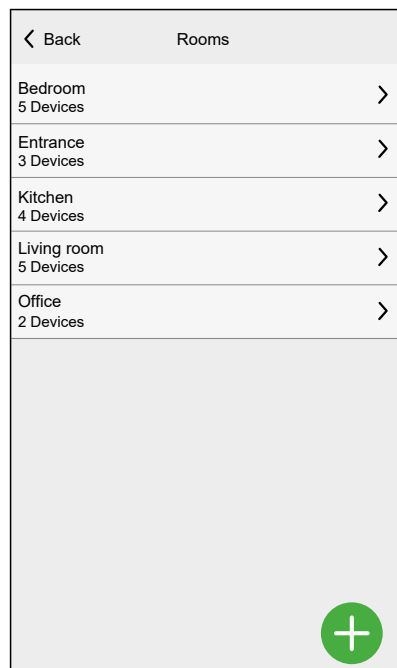 Back Rooms
Bedroom
5 Devices
Entrance
3 Devices
Kitchen
4 Devices
Living room
5 Devices
Office
2 Devices